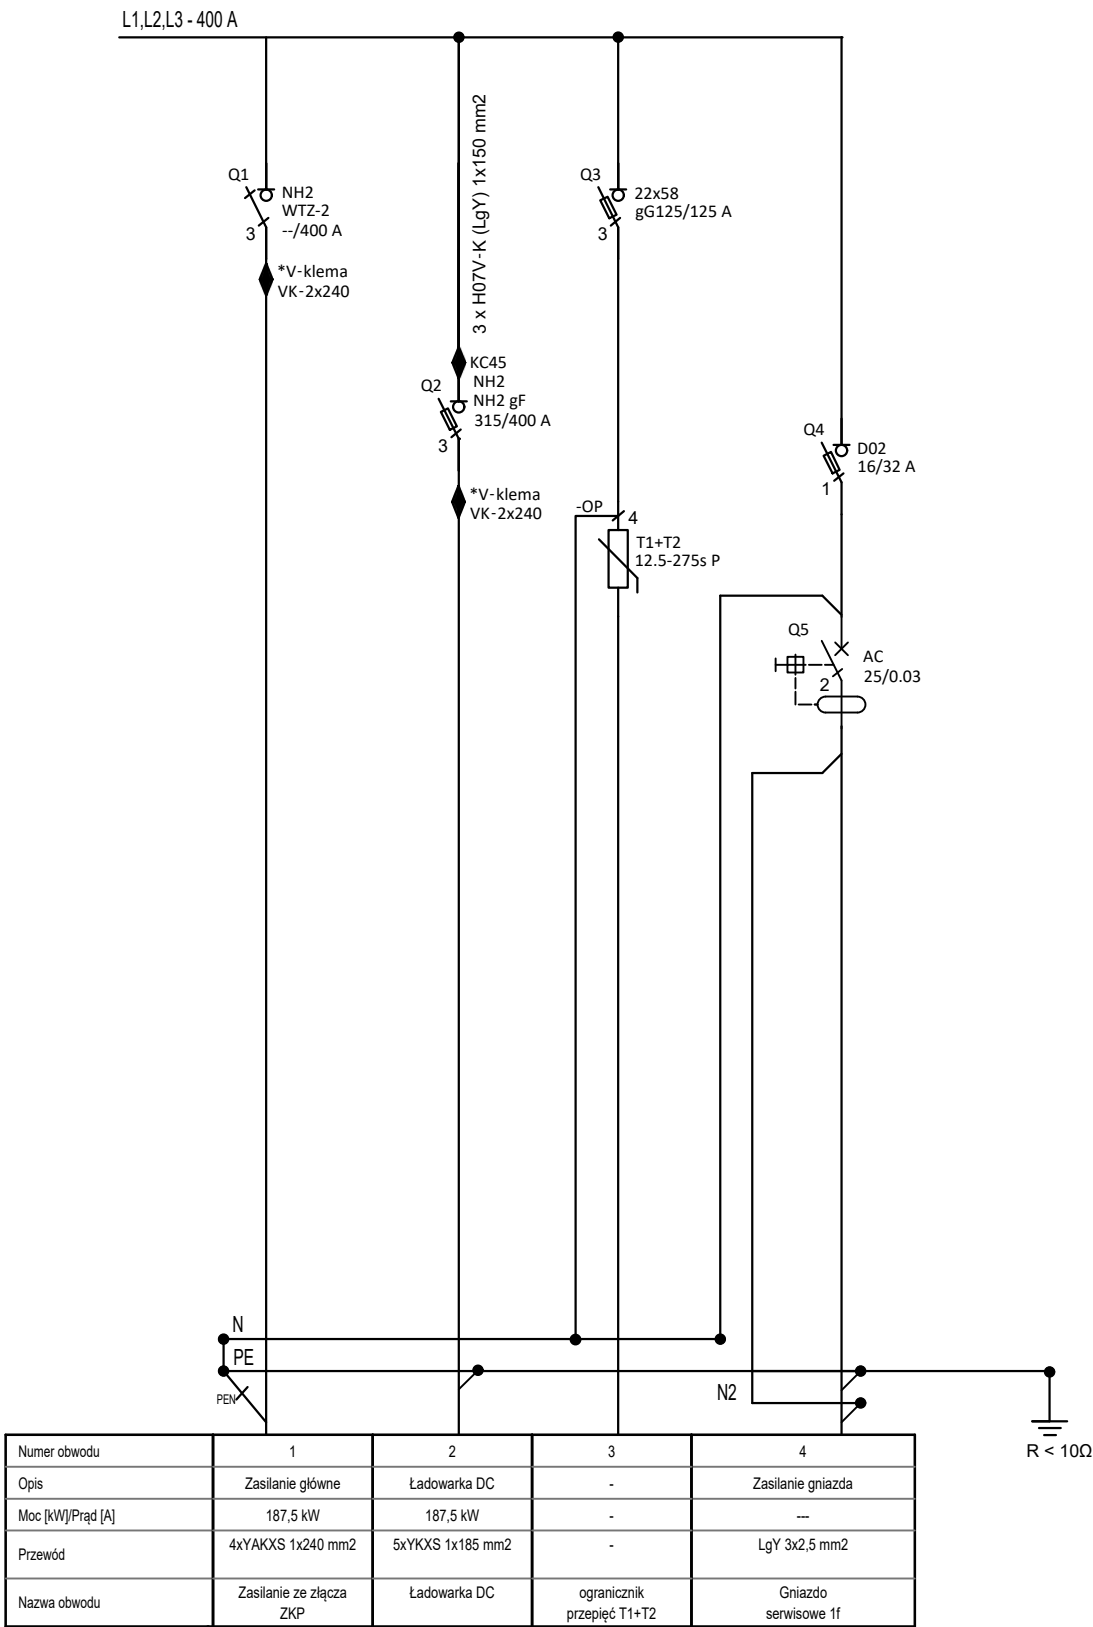 L1,L2,L3 - 400 A
3 x H07V-K (LgY) 1x150 mm2
Q1
NH2
WTZ-2
--/400 A
3
*V-klema
VK-2x240
KC45
Q2
NH2
NH2 gF
315/400 A
3
*V-klema
VK-2x240
Q3
22x58
gG125/125 A
3
-OP
4
T1+T2
12.5-275s P
Q4
D02
16/32 A
1
Q5
AC
25/0.03
2
N
PE
PEN
N2
R < 10Ω
Numer obwodu 1 2 3 4
Opis Zasilanie główne Ładowarka DC - Zasilanie gniazda
Moc [kW]/Prąd [A] 187,5 kW 187,5 kW - ---
Przewód 4xYAKXS 1x240 mm2 5xYKXS 1x185 mm2 - LgY 3x2,5 mm2
Nazwa obwodu Zasilanie ze złącza Ładowarka DC ogranicznik Gniazdo
ZKP przepięć T1+T2 serwisowe 1f